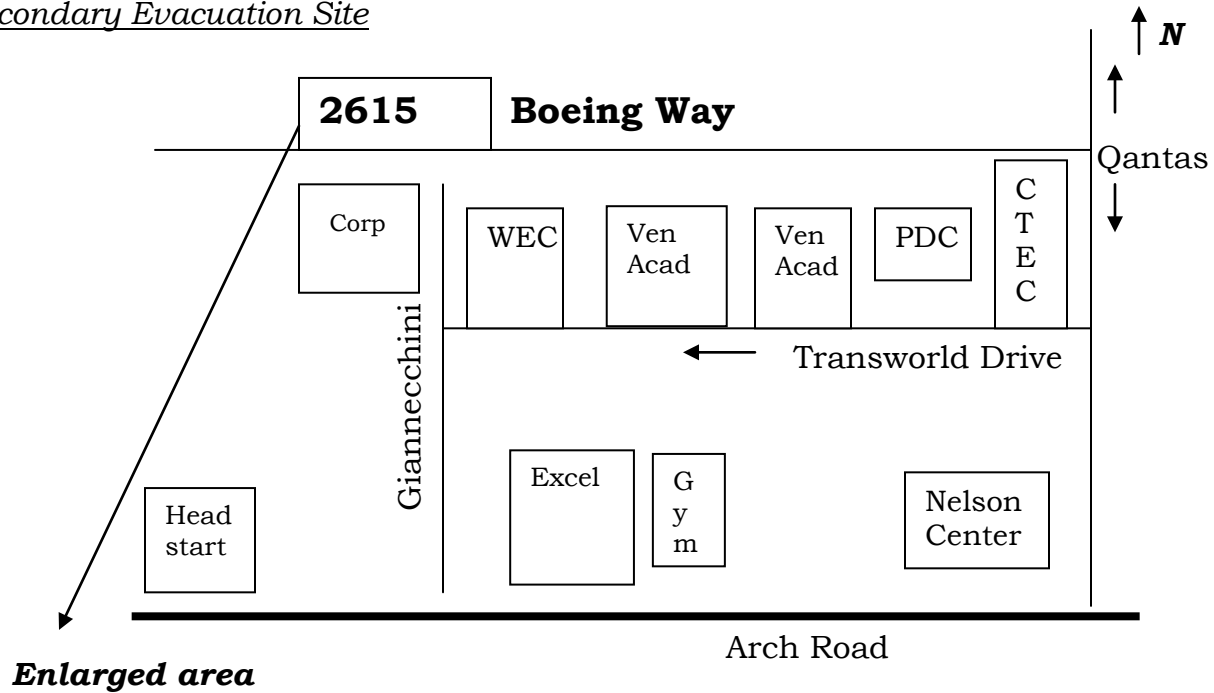 condary Evacuation Site
N
2615 Boeing Way
Qantas
Corp
WEC
Ven
Acad
Ven
Acad
PDC
C
T
E
C
Giannecchini
Transworld Drive
Head
start
Excel
G
y
m
Nelson
Center
Arch Road
Enlarged area